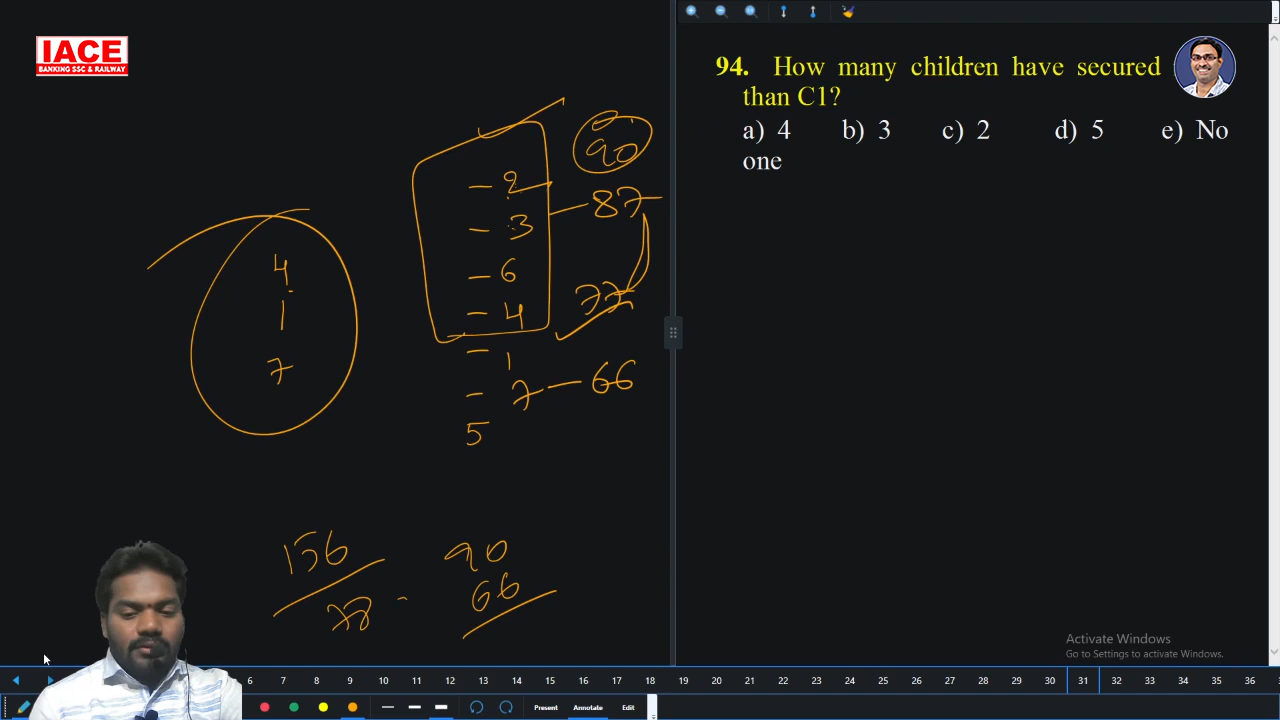 IACE
BANKING SSC & RAILWAY
90
2
87
3
6
4
77
1
7
66
5
4
1
7
156
78
90
66
94. How many children have secured
than C1?
a) 4 b) 3 c) 2 d) 5 e) No
one
Activate Windows
Go to Settings to activate Windows.
6 7 8 9 10 11 12 13 14 15 16 17 18 19 20 21 22 23 24 25 26 27 28 29 30 31 32 33 34 35 36
Present Annotate Edit